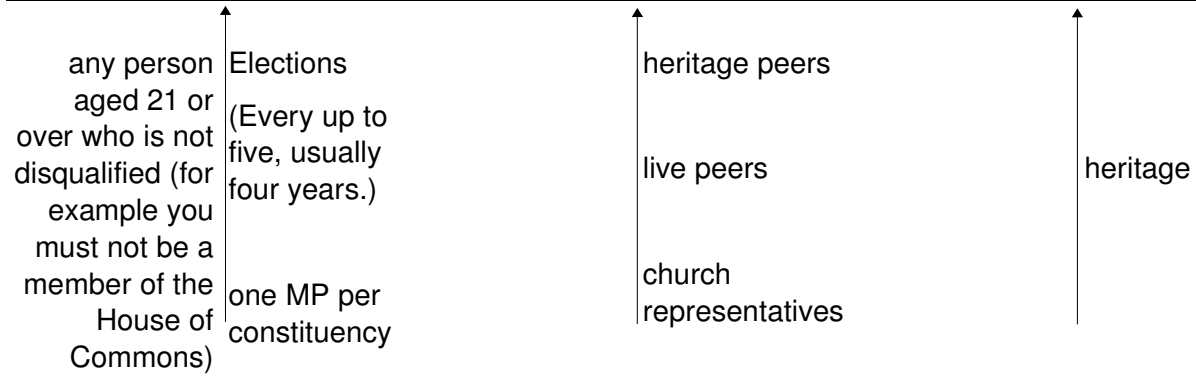 any person
aged 21 or
over who is not
disqualified (for
example you
must not be a
member of the
House of
Commons)
Elections
(Every up to
five, usually
four years.)
one MP per
constituency
heritage peers
live peers
church
representatives
heritage